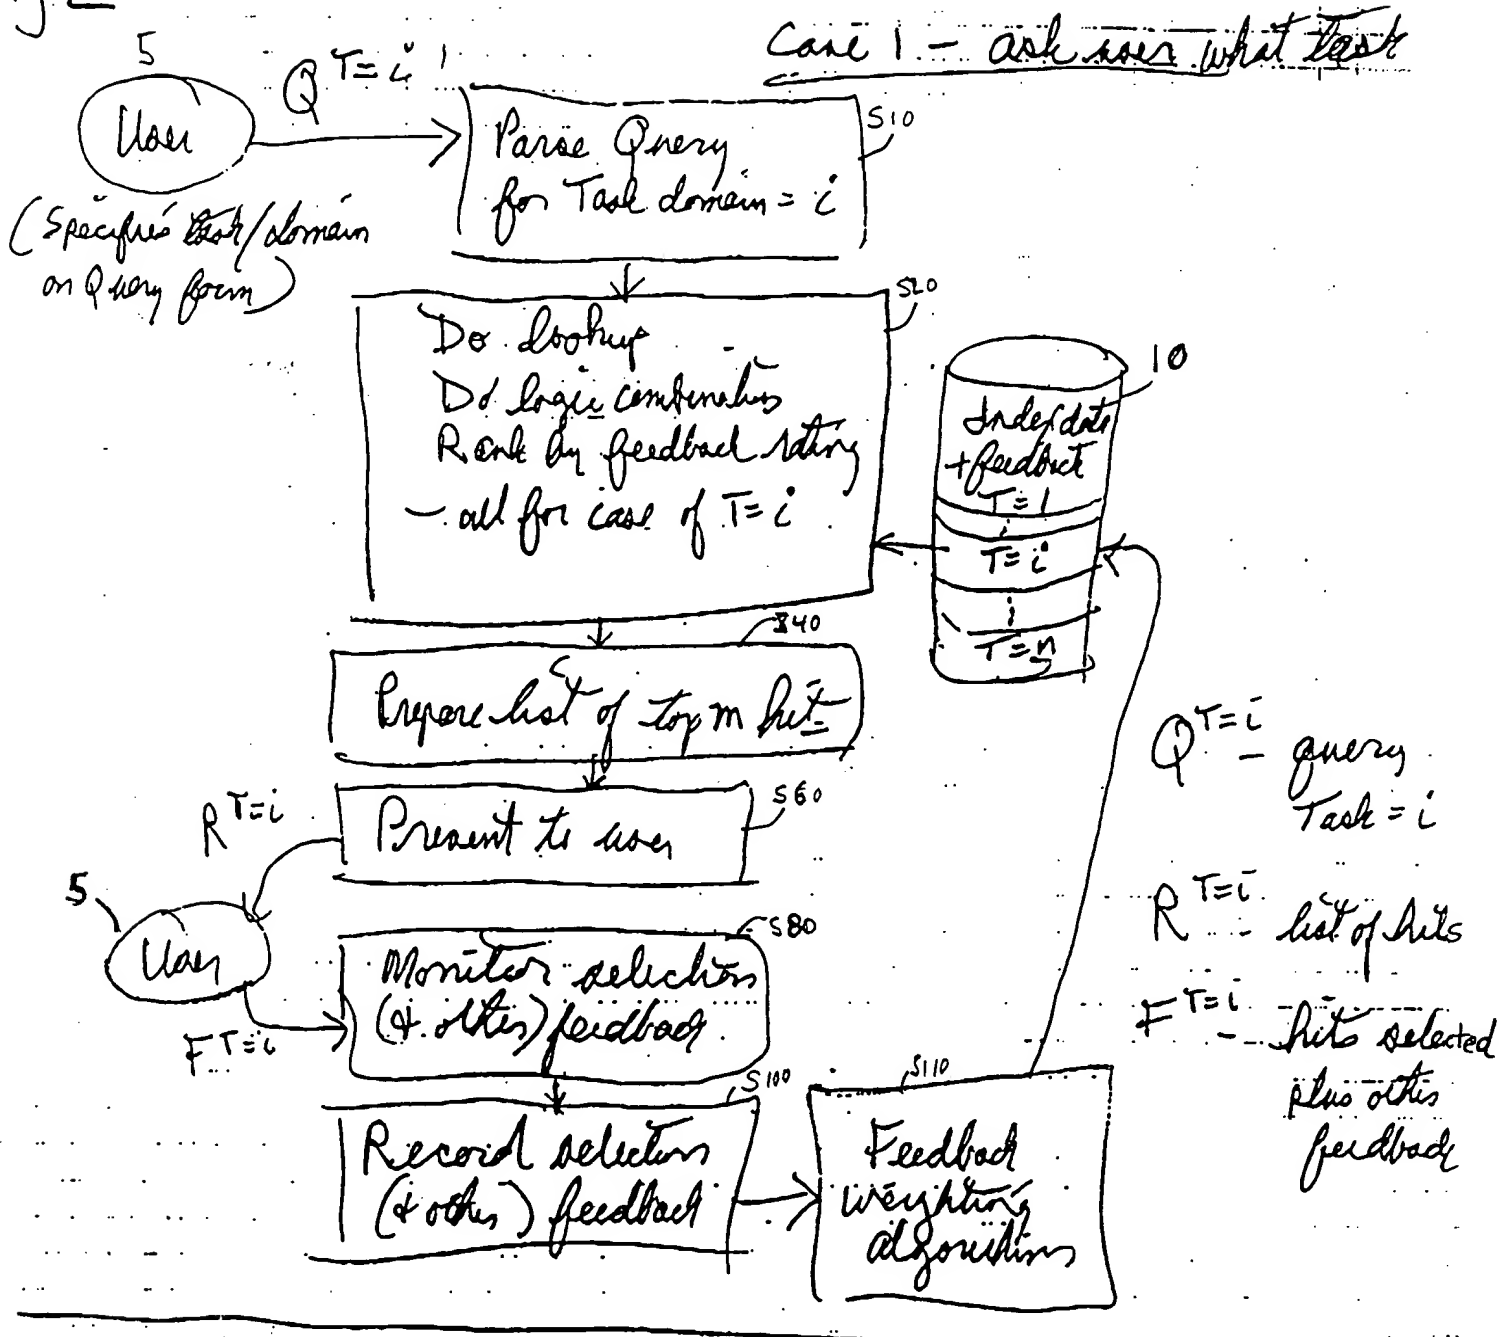 Case 1 - ask user what task
5
Q T=i
User
(Specifies task/domain
on Query form)
S10
Parse Query
for Task domain = i
S20
Do lookup
Do logic combinations
Rank by feedback rating
- all for case of T=i
10
Index data
+ feedback
T=1
T=i
T=n
S40
Prepare list of top m hits
S60
Present to user
R T=i
5
User
F T=i
S80
Monitor selections
(+ other) feedback
S100
Record selections
(+ other) feedback
S110
Feedback
weighting
algorithms
Q T=i - query
Task = i
R T=i - list of hits
F T=i - hits selected
plus other
feedback